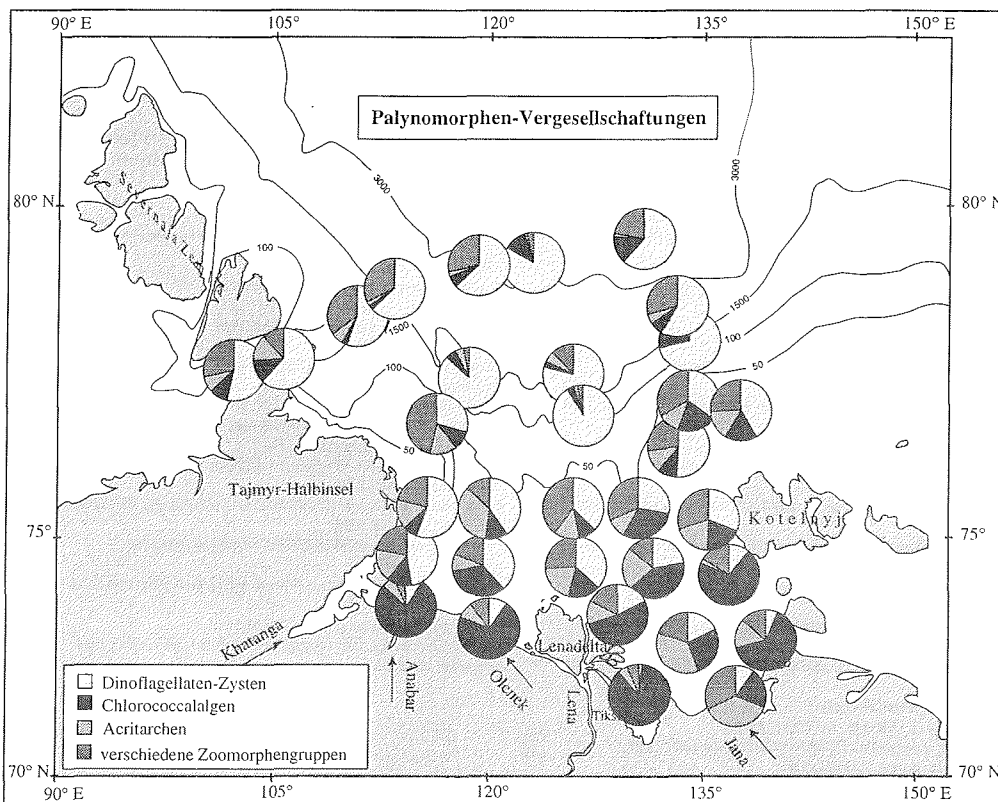 90° E 105° 120° 135° 150° E
Palynomorphen-Vergesellschaftungen
3000
3000
80° N 80° N
100
1500
1500
100
100
50
50
50
Tajmyr-Halbinsel
Kotelnyj
75° 75°
Khatanga
Anabar
Olenek
Lenadelta
Lena
Jana
Dinoflagellaten-Zysten
Chlorococcalalgen
Acritarchen
verschiedene Zoomorphengruppen
70° N 70° N
90° E 105° 120° 135° 150° E